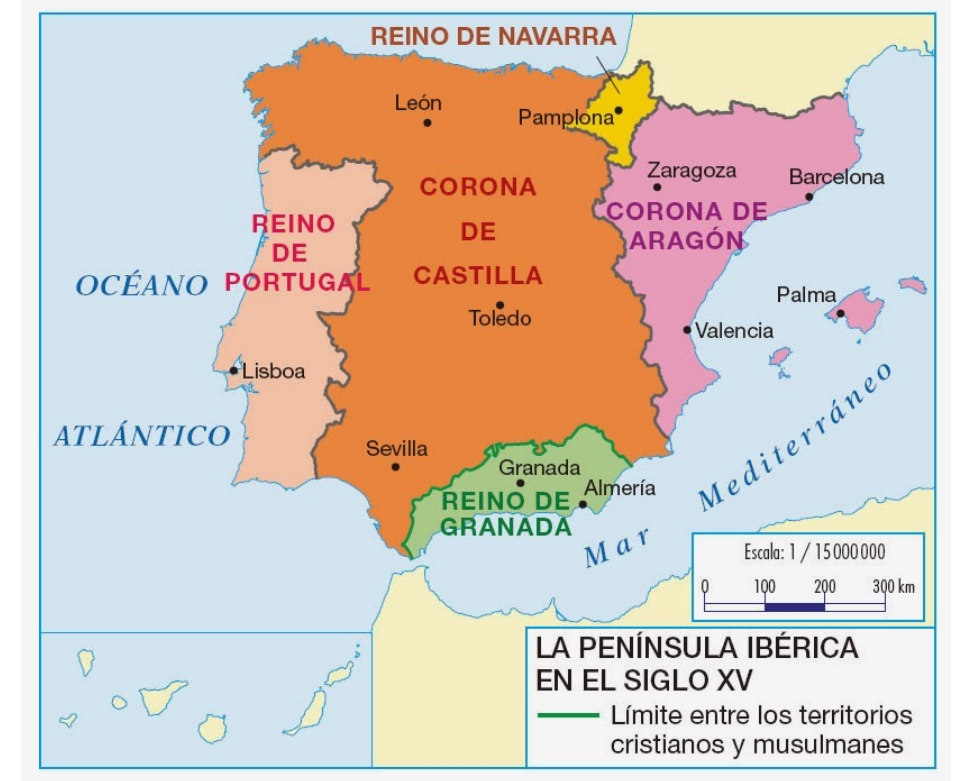 REINO DE NAVARRA
León
Pamplona
Zaragoza
Barcelona
CORONA
DE
CASTILLA
CORONA DE
ARAGÓN
REINO
DE
PORTUGAL
OCÉANO
ATLÁNTICO
Toledo
Palma
Valencia
Lisboa
Sevilla
Granada
Almería
REINO DE
GRANADA
Mar Mediterráneo
Escala: 1 / 15 000 000
0 100 200 300 km
LA PENÍNSULA IBÉRICA
EN EL SIGLO XV
Límite entre los territorios
cristianos y musulmanes